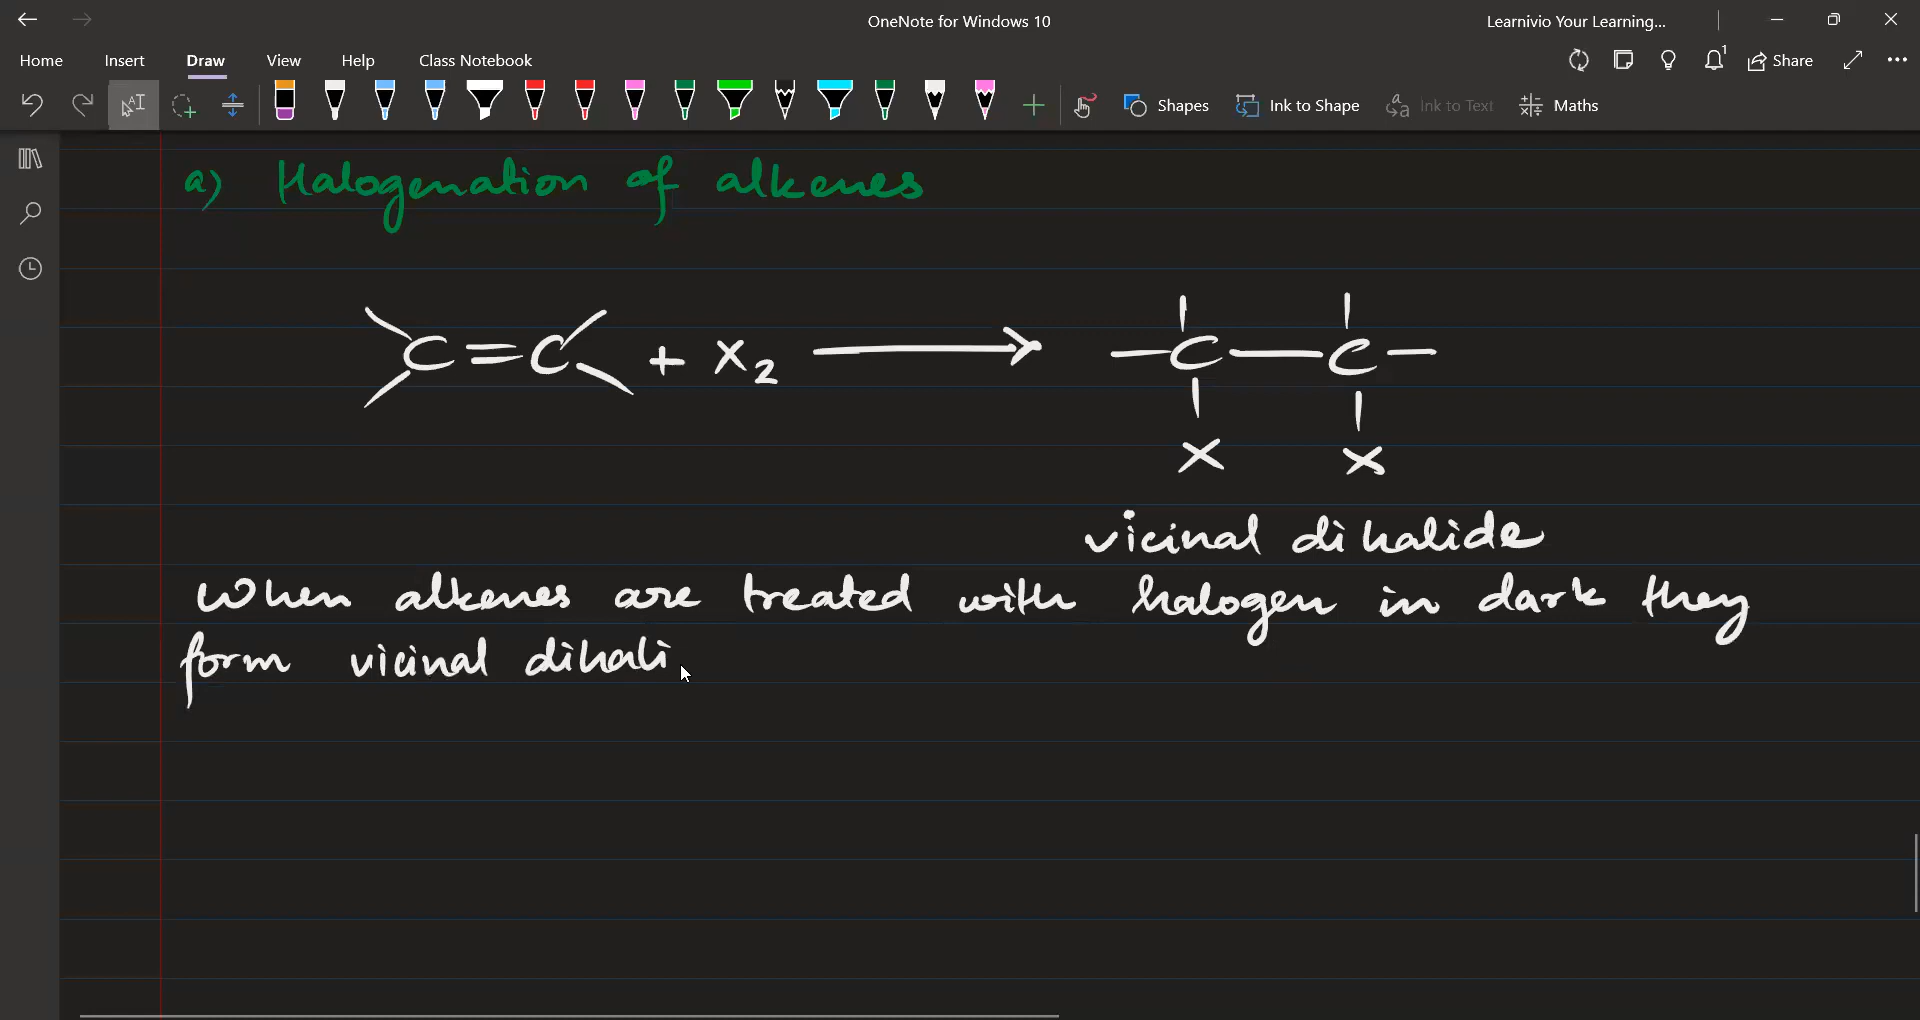 OneNote for Windows 10
Learnivio Your Learning...
Home Insert Draw View Help Class Notebook
1
Share
Shapes Ink to Shape Ink to Text Maths
a) Halogenation of alkenes
C=C + X2 ⟶ —C—C—
X X
vicinal dihalide
When alkenes are treated with halogen in dark they
form vicinal dihali